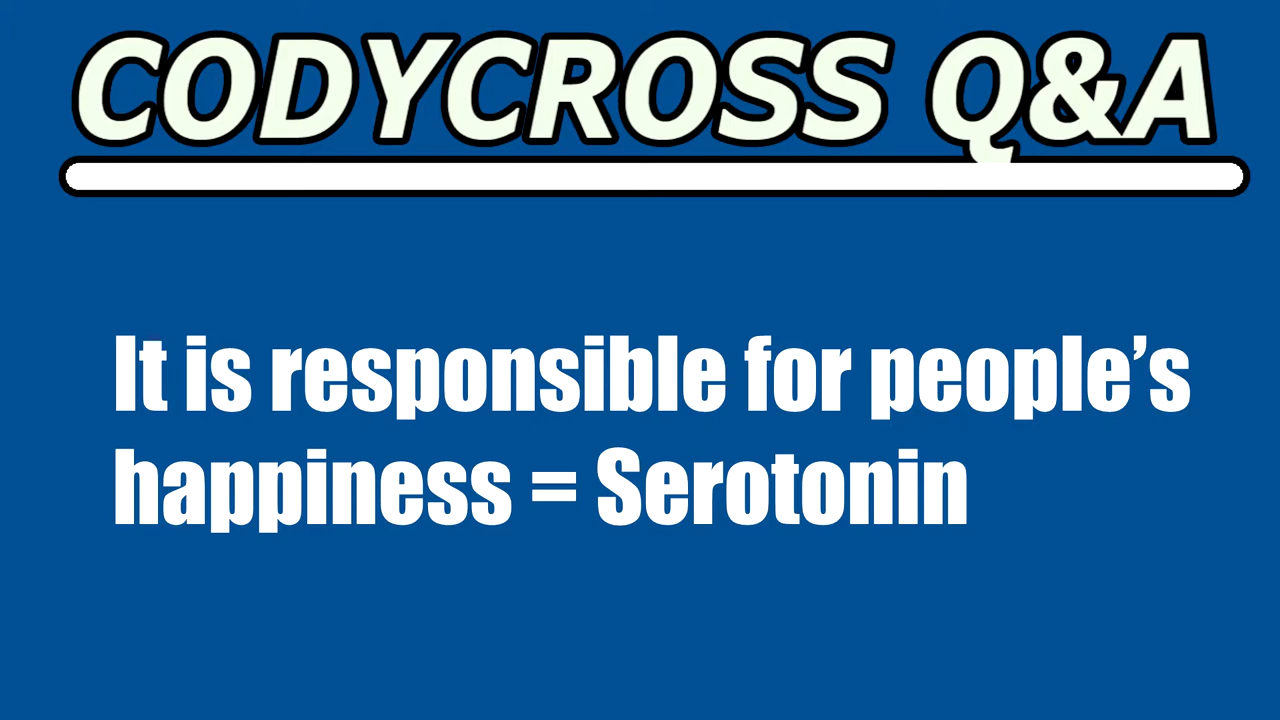 CODYCROSS Q&A
It is responsible for people’s
happiness = Serotonin